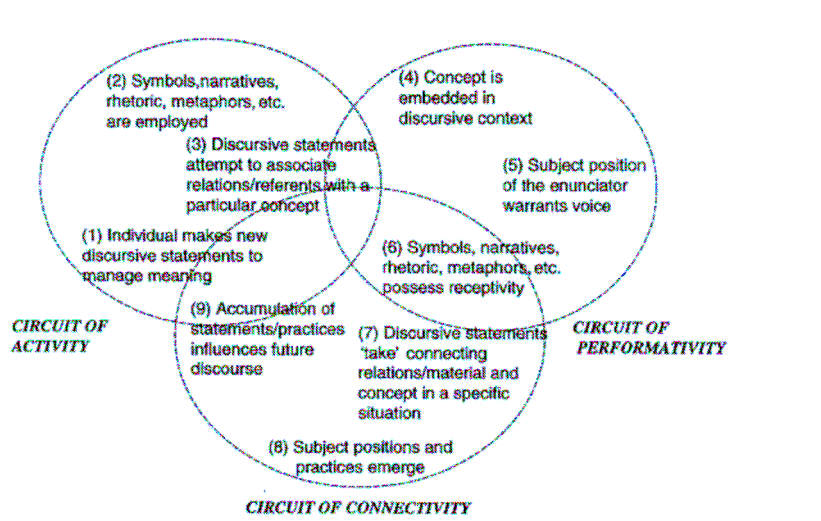 (2) Symbols,narratives,
rhetoric, metaphors, etc.
are employed
(4) Concept is
embedded in
discursive context
(3) Discursive statements
attempt to associate
relations/referents with a
particular concept
(5) Subject position
of the enunciator
warrants voice
(1) Individual makes new
discursive statements to
manage meaning
(6) Symbols, narratives,
rhetoric, metaphors, etc.
possess receptivity
(9) Accumulation of
statements/practices
influences future
discourse
(7) Discursive statements
'take' connecting
relations/material and
concept in a specific
situation
CIRCUIT OF
ACTIVITY
CIRCUIT OF
PERFORMATIVITY
(8) Subject positions and
practices emerge
CIRCUIT OF CONNECTIVITY